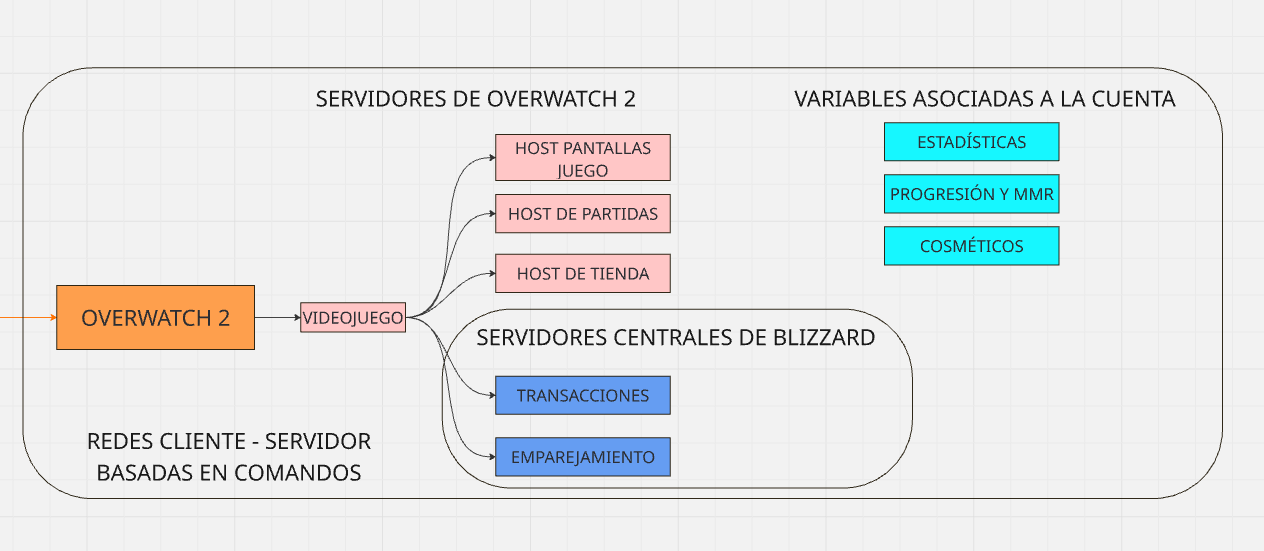 SERVIDORES DE OVERWATCH 2
VARIABLES ASOCIADAS A LA CUENTA
HOST PANTALLAS
JUEGO
HOST DE PARTIDAS
HOST DE TIENDA
ESTADÍSTICAS
PROGRESIÓN Y MMR
COSMÉTICOS
OVERWATCH 2
VIDEOJUEGO
SERVIDORES CENTRALES DE BLIZZARD
TRANSACCIONES
EMPAREJAMIENTO
REDES CLIENTE - SERVIDOR
BASADAS EN COMANDOS